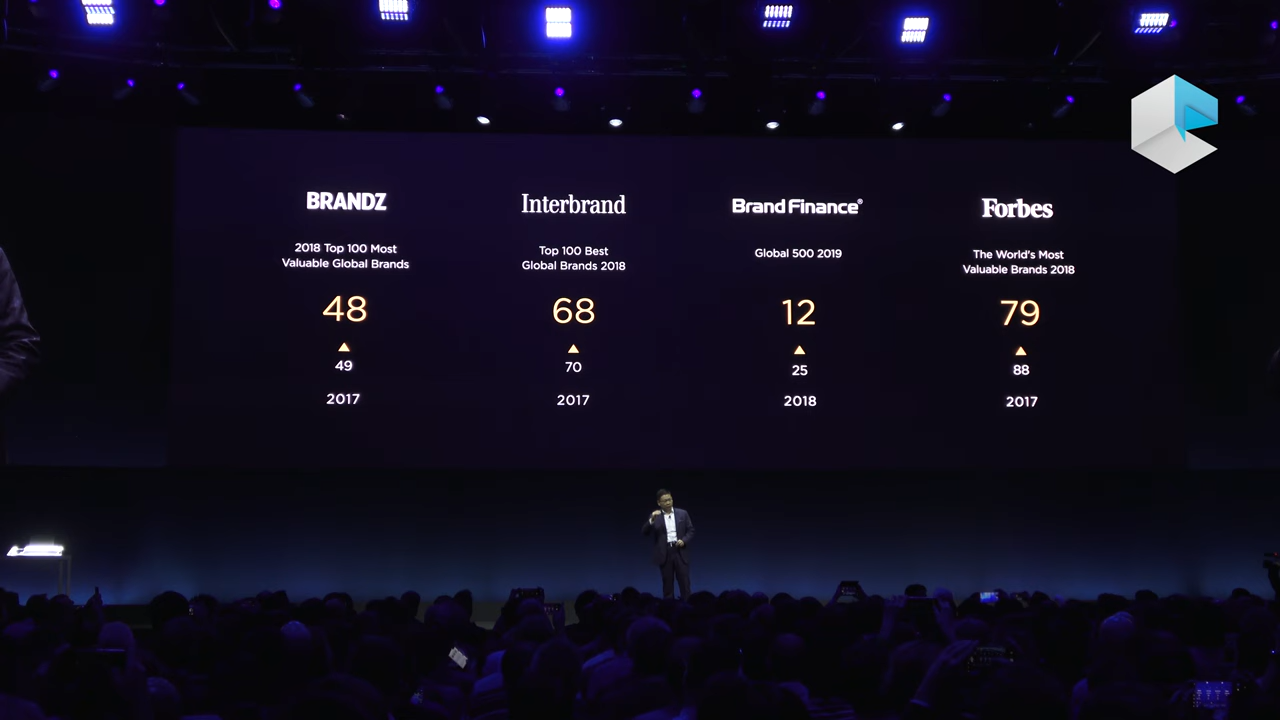 BRANDZ
2018 Top 100 Most
Valuable Global Brands
48
49
2017
Interbrand
Top 100 Best
Global Brands 2018
68
70
2017
Brand Finance®
Global 500 2019
12
25
2018
Forbes
The World's Most
Valuable Brands 2018
79
88
2017